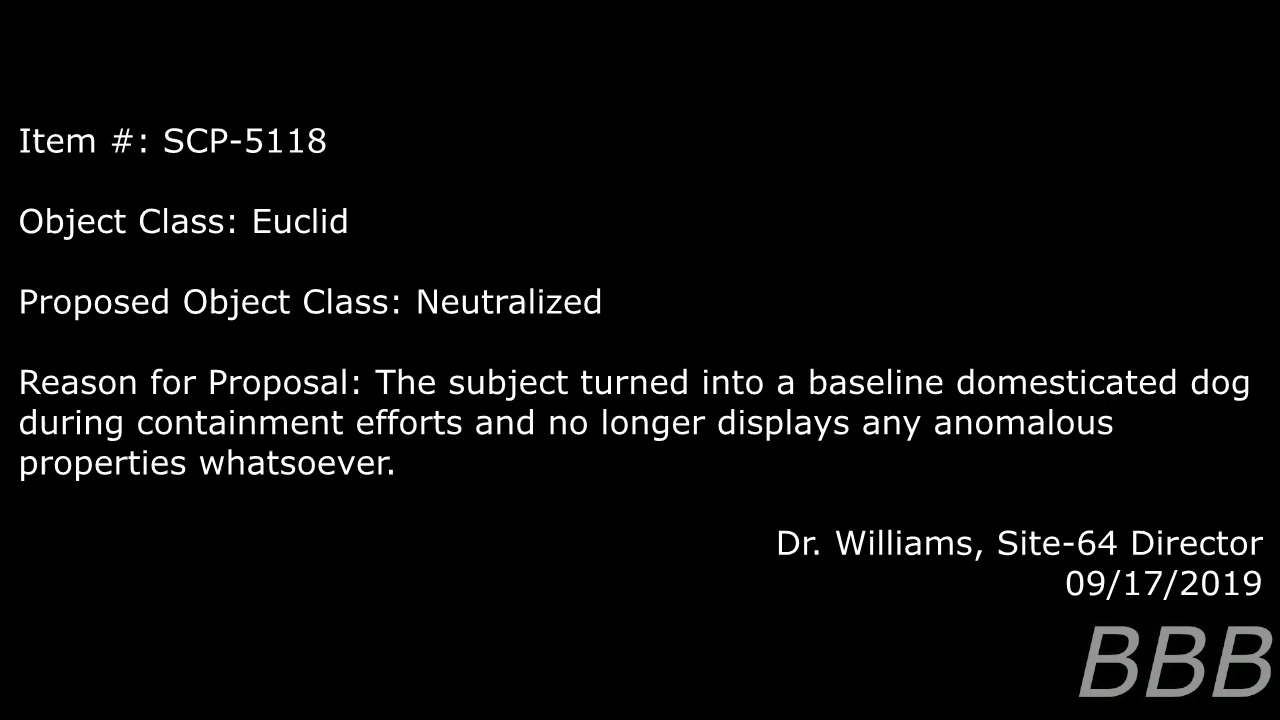 Item #: SCP-5118
Object Class: Euclid
Proposed Object Class: Neutralized
Reason for Proposal: The subject turned into a baseline domesticated dog
during containment efforts and no longer displays any anomalous
properties whatsoever.
Dr. Williams, Site-64 Director
09/17/2019
BBB